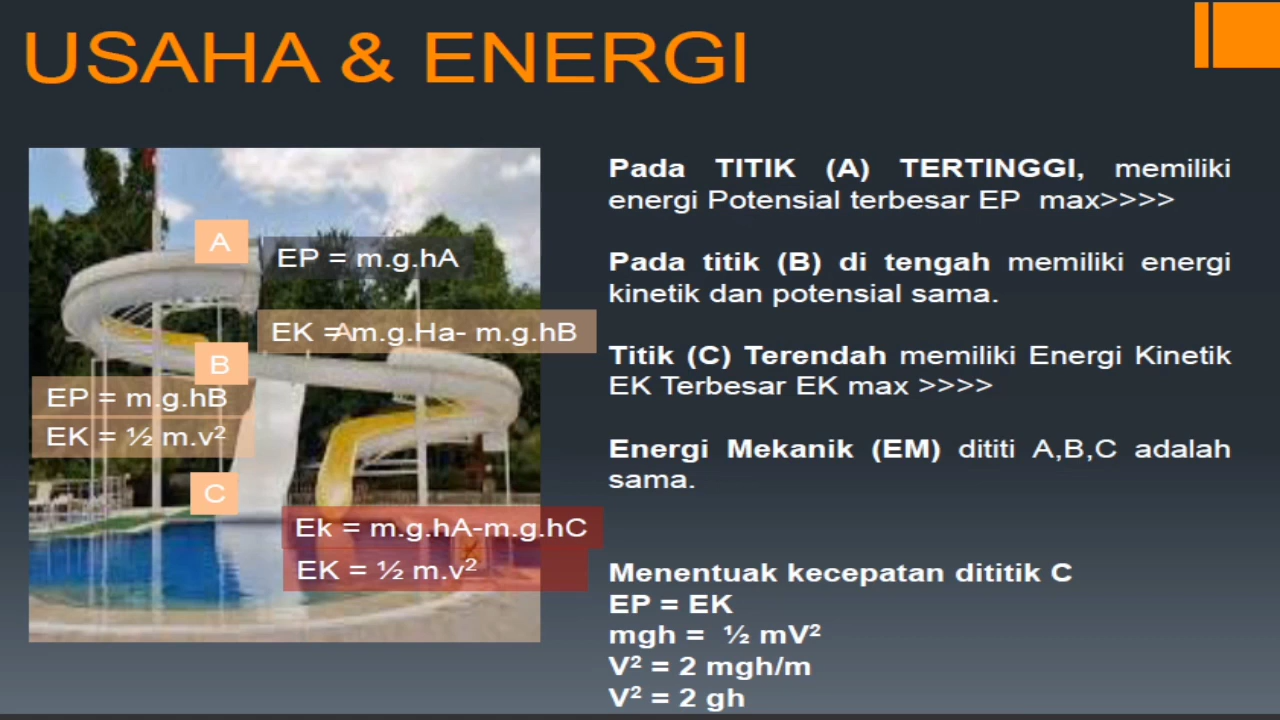 USAHA & ENERGI
A
EP = m.g.hA
EK = m.g.Ha- m.g.hB
A
B
EP = m.g.hB
EK = ½ m.v²
C
Ek = m.g.hA-m.g.hC
EK = ½ m.v²
Pada TITIK (A) TERTINGGI, memiliki
energi Potensial terbesar EP max>>>>
Pada titik (B) di tengah memiliki energi
kinetik dan potensial sama.
Titik (C) Terendah memiliki Energi Kinetik
EK Terbesar EK max >>>>
Energi Mekanik (EM) dititi A,B,C adalah
sama.
Menentuak kecepatan dititik C
EP = EK
mgh = ½ mV²
V² = 2 mgh/m
V² = 2 gh